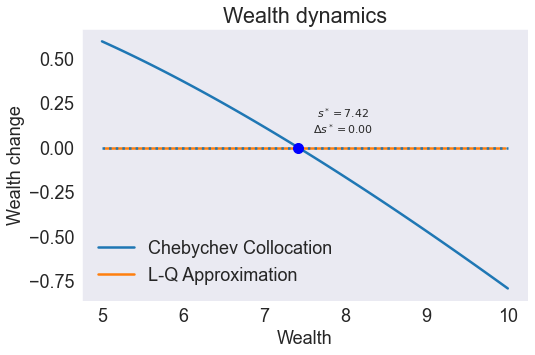 Wealth dynamics
Wealth change
0.50
0.25
0.00
−0.25
−0.50
−0.75
s* = 7.42
Δs* = 0.00
Chebychev Collocation
L-Q Approximation
5 6 7 8 9 10
Wealth